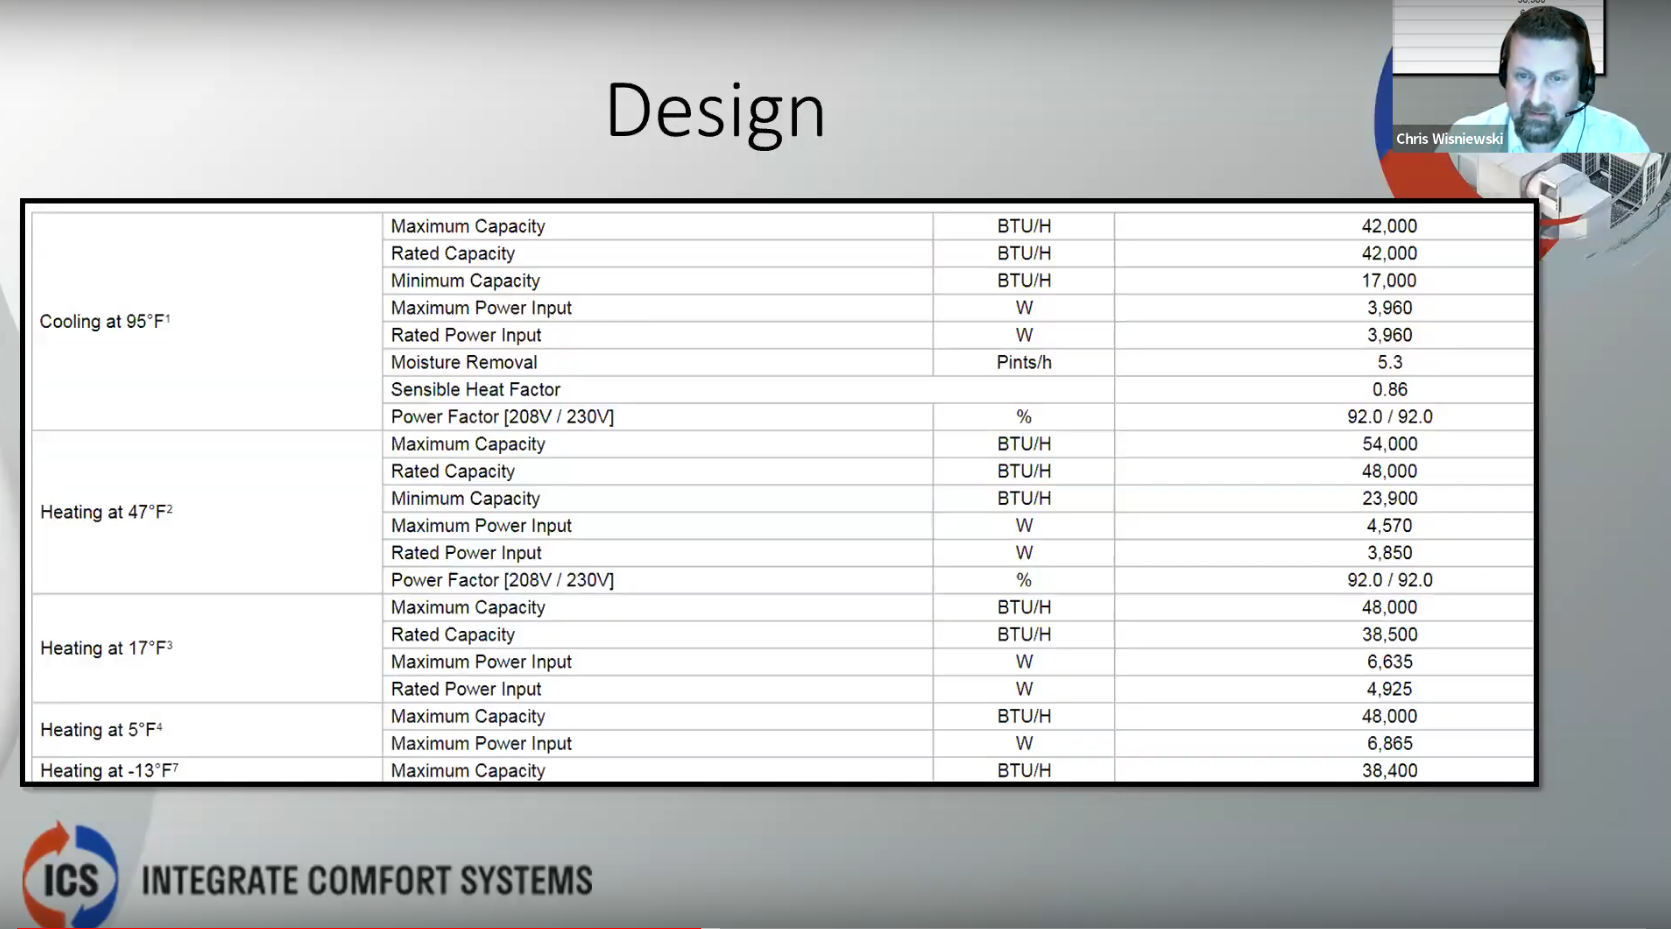 Design
Chris Wisniewski
Cooling at 95°F¹
Maximum Capacity BTU/H 42,000
Rated Capacity BTU/H 42,000
Minimum Capacity BTU/H 17,000
Maximum Power Input W 3,960
Rated Power Input W 3,960
Moisture Removal Pints/h 5.3
Sensible Heat Factor 0.86
Power Factor [208V / 230V] % 92.0 / 92.0
Heating at 47°F²
Maximum Capacity BTU/H 54,000
Rated Capacity BTU/H 48,000
Minimum Capacity BTU/H 23,900
Maximum Power Input W 4,570
Rated Power Input W 3,850
Power Factor [208V / 230V] % 92.0 / 92.0
Heating at 17°F³
Maximum Capacity BTU/H 48,000
Rated Capacity BTU/H 38,500
Maximum Power Input W 6,635
Rated Power Input W 4,925
Heating at 5°F⁴
Maximum Capacity BTU/H 48,000
Maximum Power Input W 6,865
Heating at -13°F⁷
Maximum Capacity BTU/H 38,400
ICS INTEGRATE COMFORT SYSTEMS